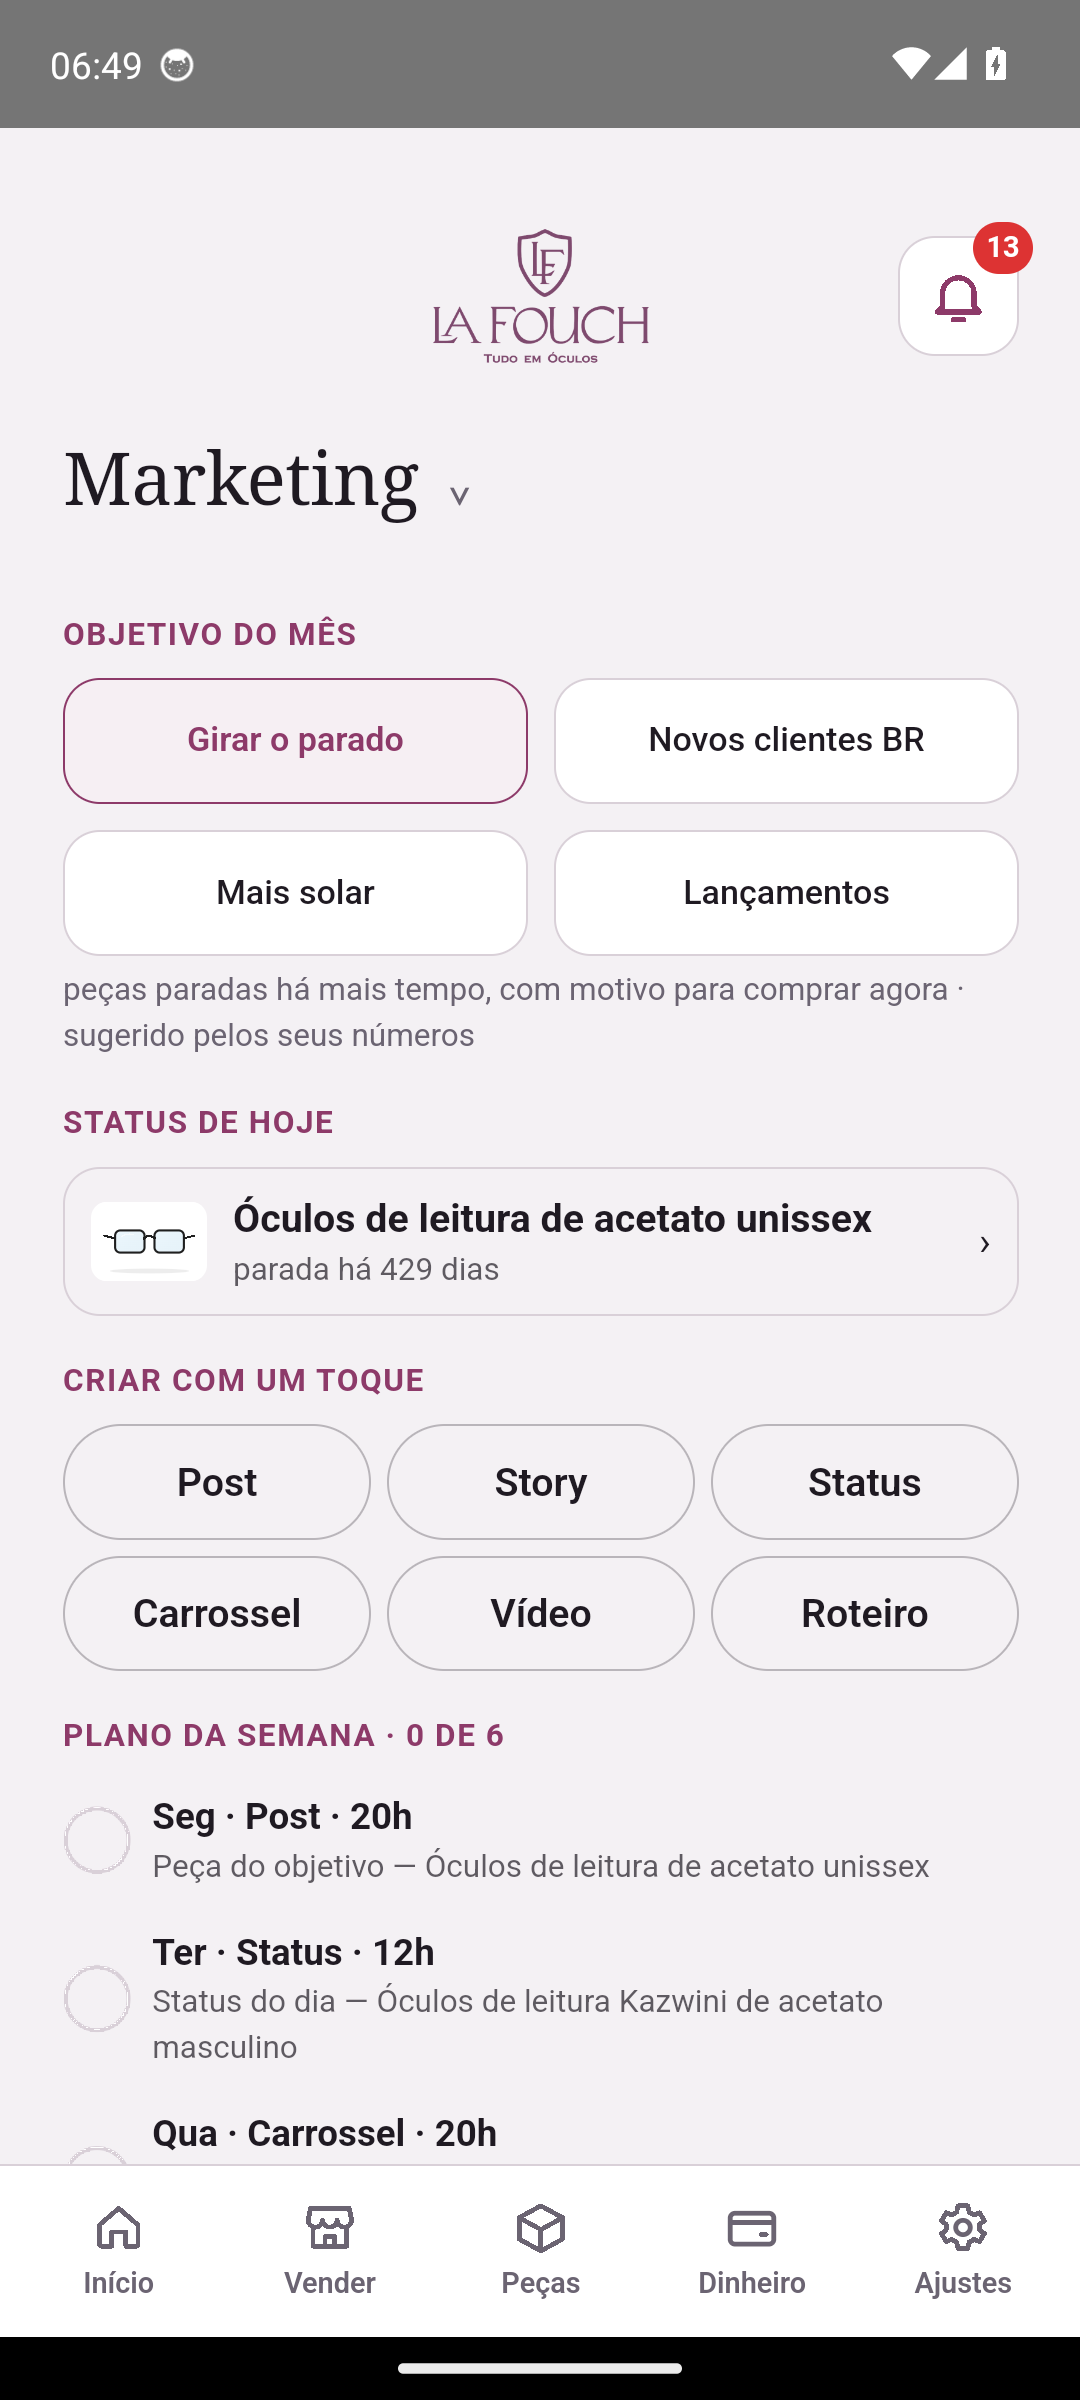 06:49
13
LF
LA FOUCH
TUDO EM ÓCULOS
Marketing
OBJETIVO DO MÊS
Girar o parado
Novos clientes BR
Mais solar
Lançamentos
peças paradas há mais tempo, com motivo para comprar agora ·
sugerido pelos seus números
STATUS DE HOJE
Óculos de leitura de acetato unissex
parada há 429 dias
CRIAR COM UM TOQUE
Post
Story
Status
Carrossel
Vídeo
Roteiro
PLANO DA SEMANA · 0 DE 6
Seg · Post · 20h
Peça do objetivo — Óculos de leitura de acetato unissex
Ter · Status · 12h
Status do dia — Óculos de leitura Kazwini de acetato
masculino
Qua · Carrossel · 20h
Início
Vender
Peças
Dinheiro
Ajustes